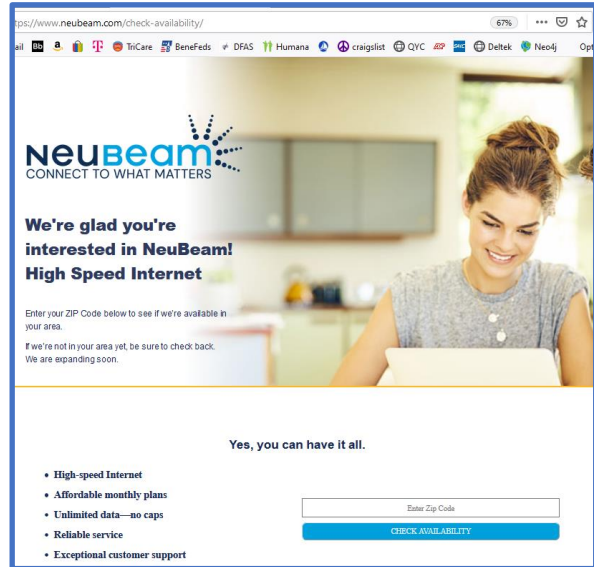 tps://www.neubeam.com/check-availability/
67%
ail Bb a TriCare BeneFeds DFAS Humana craigslist QYC Deltek Neo4j Opt
NeuBeam
CONNECT TO WHAT MATTERS
We're glad you're
interested in NeuBeam!
High Speed Internet
Enter your ZIP Code below to see if we're available in
your area.
If we're not in your area yet, be sure to check back.
We are expanding soon.
Yes, you can have it all.
• High-speed Internet
• Affordable monthly plans
• Unlimited data—no caps
• Reliable service
• Exceptional customer support
Enter Zip Code
CHECK AVAILABILITY